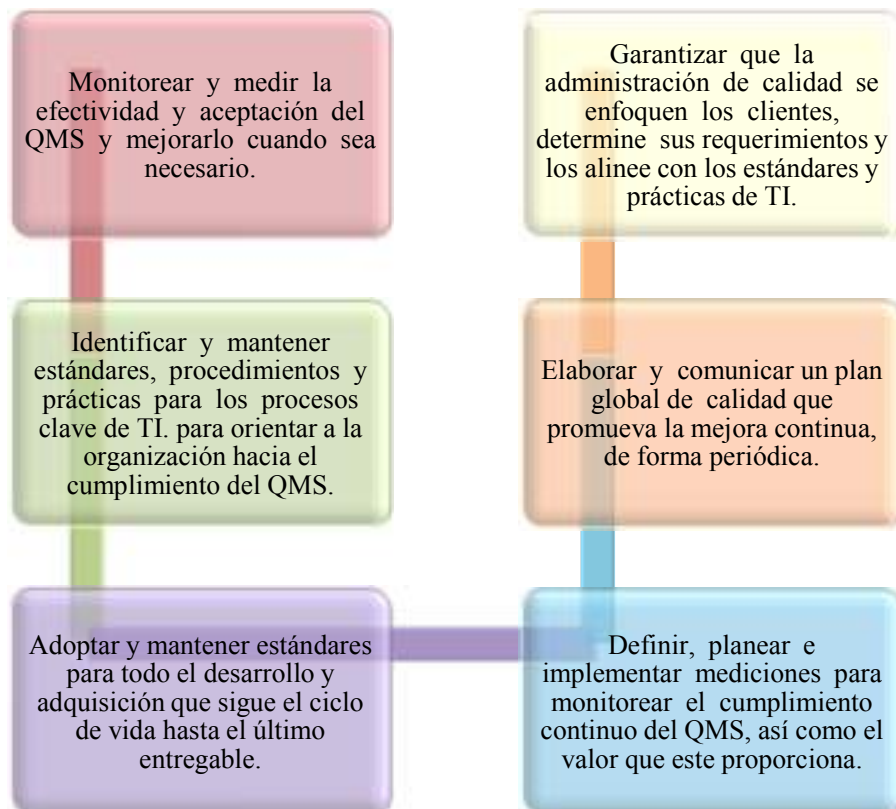 Monitorear y medir la
efectividad y aceptación del
QMS y mejorarlo cuando sea
necesario.
Identificar y mantener
estándares, procedimientos y
prácticas para los procesos
clave de TI. para orientar a la
organización hacia el
cumplimiento del QMS.
Adoptar y mantener estándares
para todo el desarrollo y
adquisición que sigue el ciclo
de vida hasta el último
entregable.
Definir, planear e
implementar mediciones para
monitorear el cumplimiento
continuo del QMS, así como el
valor que este proporciona.
Elaborar y comunicar un plan
global de calidad que
promueva la mejora continua,
de forma periódica.
Garantizar que la
administración de calidad se
enfoquen los clientes,
determine sus requerimientos y
los alinee con los estándares y
prácticas de TI.